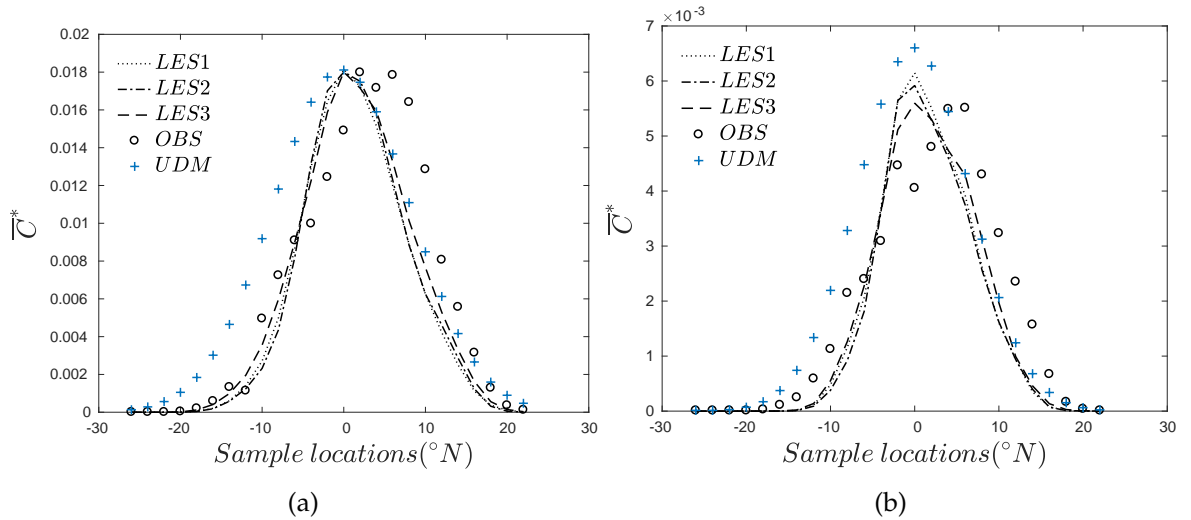 0.02
0.018
0.016
0.014
0.012
0.01
0.008
0.006
0.004
0.002
0
-30 -20 -10 0 10 20 30
C̅*
Sample locations(°N)
LES1
LES2
LES3
OBS
UDM
(a)
×10⁻³
7
6
5
4
3
2
1
0
-30 -20 -10 0 10 20 30
C̅*
Sample locations(°N)
LES1
LES2
LES3
OBS
UDM
(b)